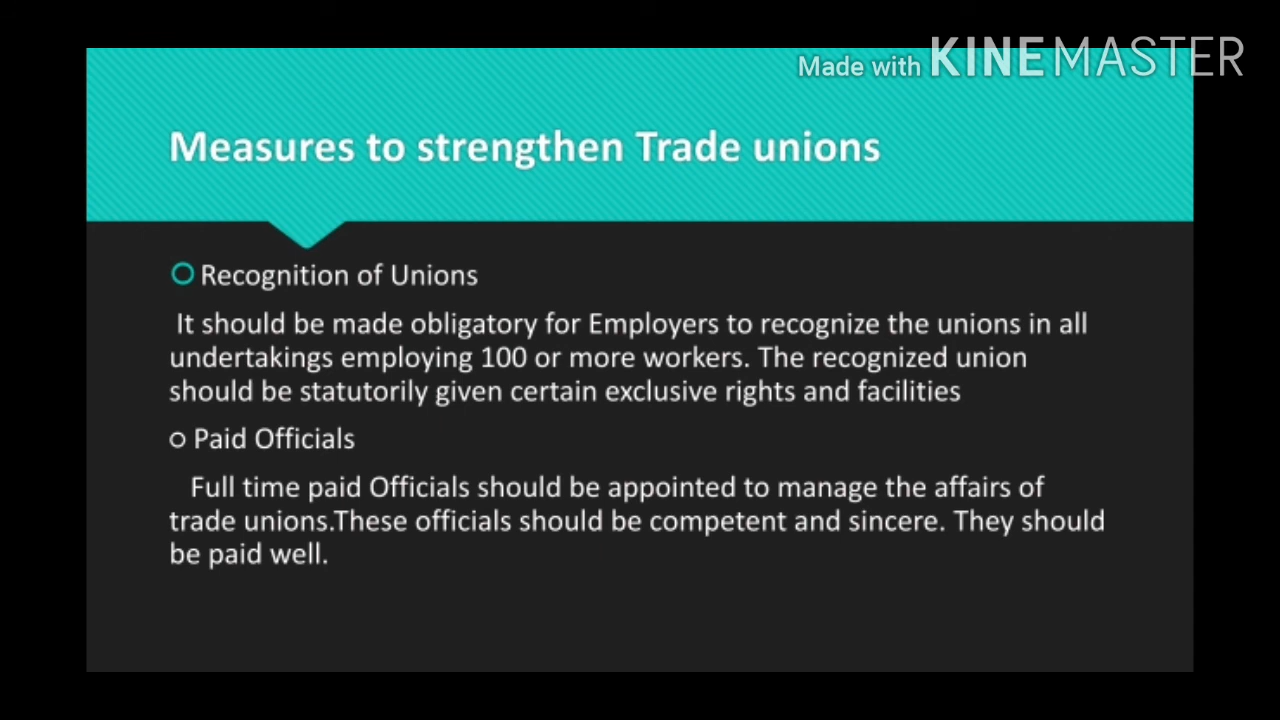 Made with KINEMASTER
Measures to strengthen Trade unions
Recognition of Unions
It should be made obligatory for Employers to recognize the unions in all
undertakings employing 100 or more workers. The recognized union
should be statutorily given certain exclusive rights and facilities
Paid Officials
Full time paid Officials should be appointed to manage the affairs of
trade unions.These officials should be competent and sincere. They should
be paid well.